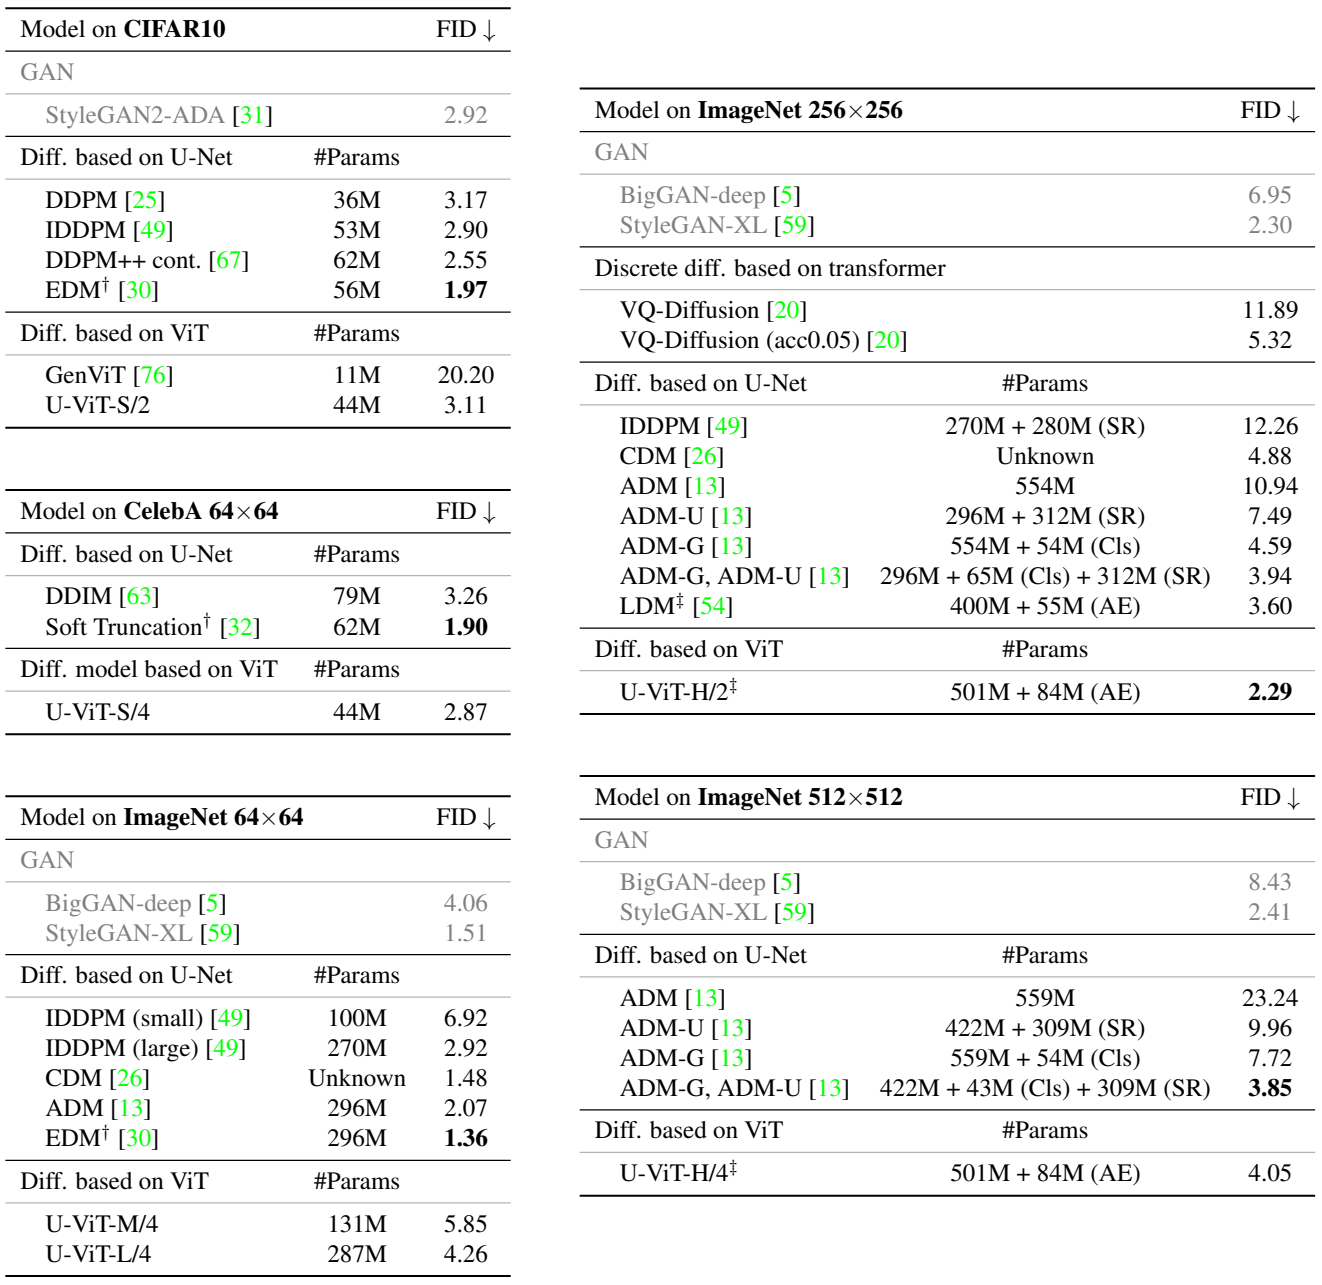 Model on CIFAR10 FID ↓
GAN
StyleGAN2-ADA [31] 2.92
Diff. based on U-Net #Params
DDPM [25] 36M 3.17
IDDPM [49] 53M 2.90
DDPM++ cont. [67] 62M 2.55
EDM† [30] 56M 1.97
Diff. based on ViT #Params
GenViT [76] 11M 20.20
U-ViT-S/2 44M 3.11
Model on CelebA 64×64 FID ↓
Diff. based on U-Net #Params
DDIM [63] 79M 3.26
Soft Truncation† [32] 62M 1.90
Diff. model based on ViT #Params
U-ViT-S/4 44M 2.87
Model on ImageNet 64×64 FID ↓
GAN
BigGAN-deep [5] 4.06
StyleGAN-XL [59] 1.51
Diff. based on U-Net #Params
IDDPM (small) [49] 100M 6.92
IDDPM (large) [49] 270M 2.92
CDM [26] Unknown 1.48
ADM [13] 296M 2.07
EDM† [30] 296M 1.36
Diff. based on ViT #Params
U-ViT-M/4 131M 5.85
U-ViT-L/4 287M 4.26
Model on ImageNet 256×256 FID ↓
GAN
BigGAN-deep [5] 6.95
StyleGAN-XL [59] 2.30
Discrete diff. based on transformer
VQ-Diffusion [20] 11.89
VQ-Diffusion (acc0.05) [20] 5.32
Diff. based on U-Net #Params
IDDPM [49] 270M + 280M (SR) 12.26
CDM [26] Unknown 4.88
ADM [13] 554M 10.94
ADM-U [13] 296M + 312M (SR) 7.49
ADM-G [13] 554M + 54M (Cls) 4.59
ADM-G, ADM-U [13] 296M + 65M (Cls) + 312M (SR) 3.94
LDM‡ [54] 400M + 55M (AE) 3.60
Diff. based on ViT #Params
U-ViT-H/2‡ 501M + 84M (AE) 2.29
Model on ImageNet 512×512 FID ↓
GAN
BigGAN-deep [5] 8.43
StyleGAN-XL [59] 2.41
Diff. based on U-Net #Params
ADM [13] 559M 23.24
ADM-U [13] 422M + 309M (SR) 9.96
ADM-G [13] 559M + 54M (Cls) 7.72
ADM-G, ADM-U [13] 422M + 43M (Cls) + 309M (SR) 3.85
Diff. based on ViT #Params
U-ViT-H/4‡ 501M + 84M (AE) 4.05